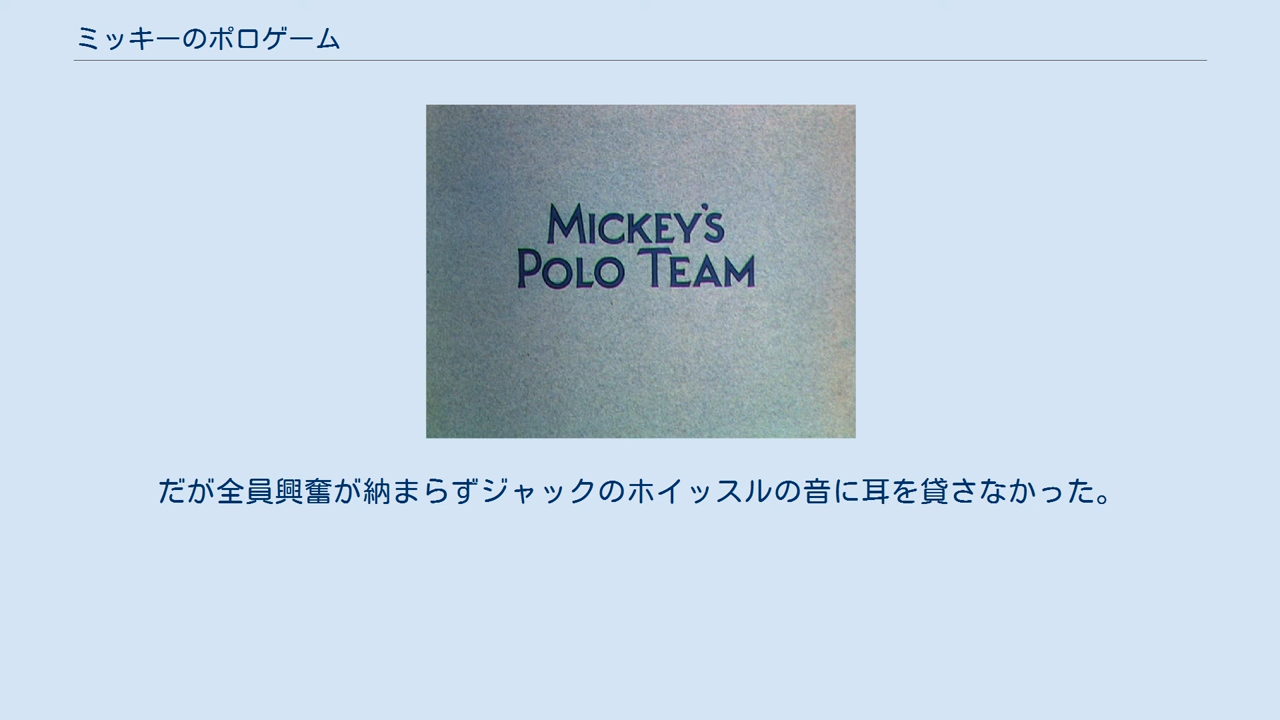 ミッキーのポロゲーム
MICKEY'S
POLO TEAM
だが全員興奮が納まらずジャックのホイッスルの音に耳を貸さなかった。